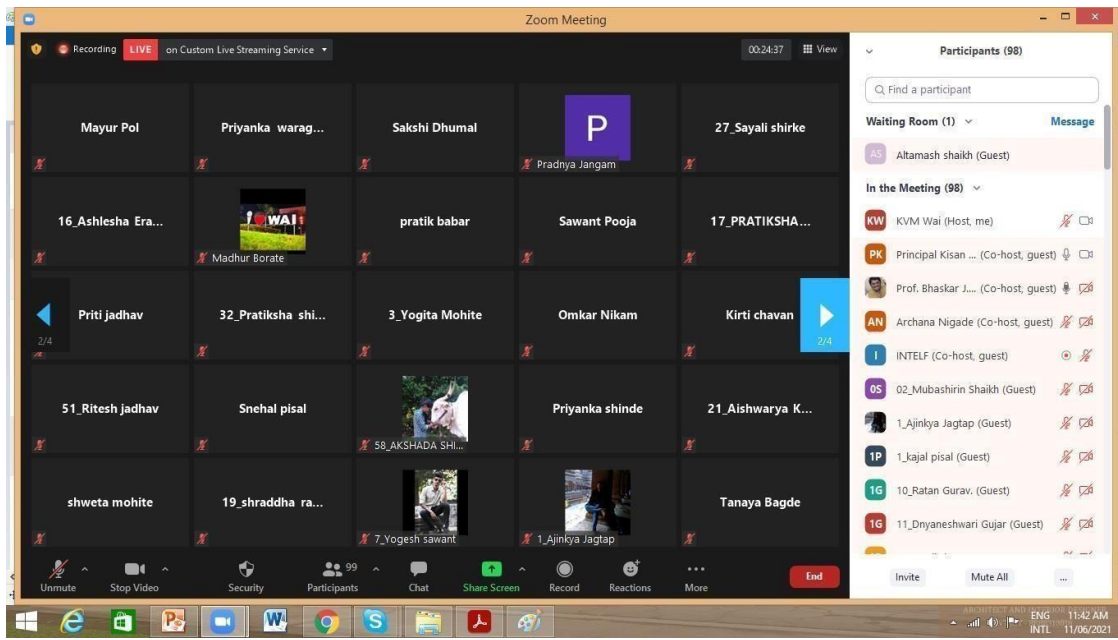 Zoom Meeting
Recording LIVE on Custom Live Streaming Service
00:24:37 View
Mayur Pol
Priyanka warag...
Sakshi Dhumal
P
Pradnya Jangam
27_Sayali shirke
16_Ashlesha Era...
I WAI
Madhur Borate
pratik babar
Sawant Pooja
17_PRATIKSHA...
Priti jadhav
32_Pratiksha shi...
3_Yogita Mohite
Omkar Nikam
Kirti chavan
2/4
2/4
51_Ritesh jadhav
Snehal pisal
58_AKSHADA SHI...
Priyanka shinde
21_Aishwarya K...
shweta mohite
19_shraddha ra...
7_Yogesh sawant
1_Ajinkya Jagtap
Tanaya Bagde
Unmute
Stop Video
Security
99
Participants
Chat
Share Screen
Record
Reactions
More
End
Participants (98)
Find a participant
Waiting Room (1) Message
AS Altamash shaikh (Guest)
In the Meeting (98)
KW KVM Wai (Host, me)
PK Principal Kisan ... (Co-host, guest)
Prof. Bhaskar J.... (Co-host, guest)
AN Archana Nigade (Co-host, guest)
I INTELF (Co-host, guest)
0S 02_Mubashirin Shaikh (Guest)
1_Ajinkya Jagtap (Guest)
1P 1_kajal pisal (Guest)
1G 10_Ratan Gurav. (Guest)
1G 11_Dnyaneshwari Gujar (Guest)
Invite Mute All ...
ENG 11:42 AM
INTL 11/06/2021